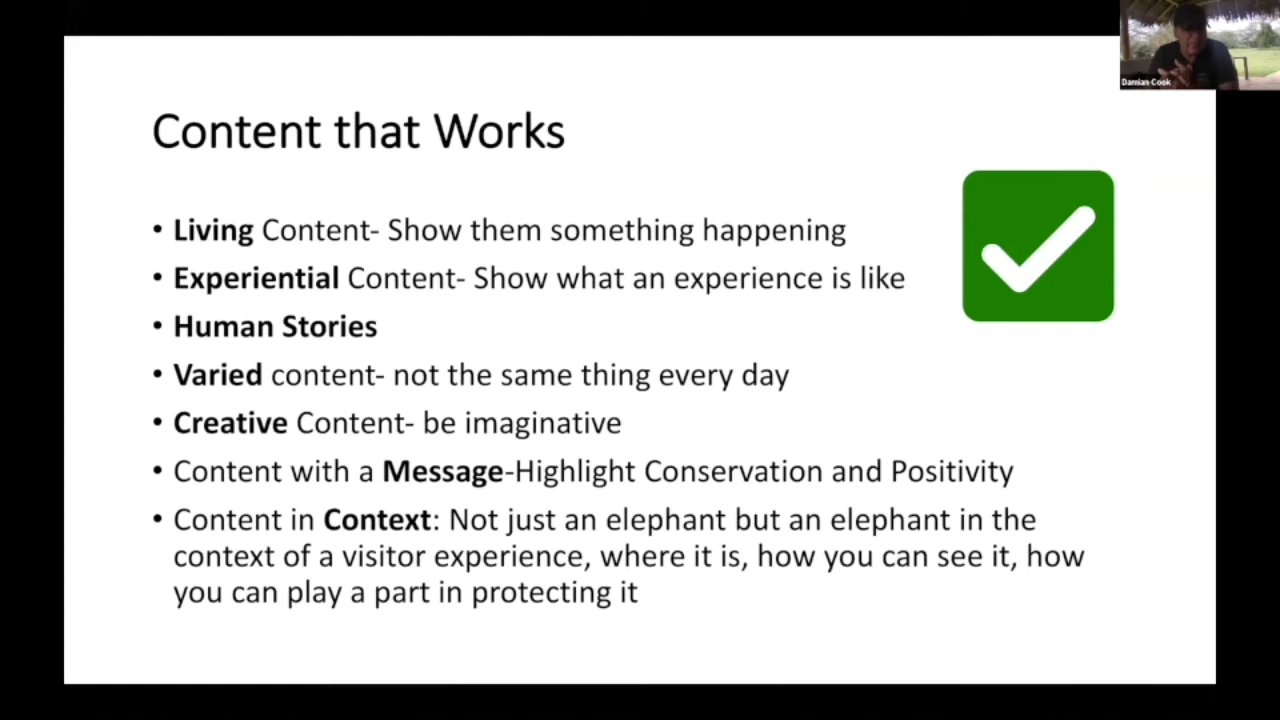 Damian Cook
Content that Works
• Living Content- Show them something happening
• Experiential Content- Show what an experience is like
• Human Stories
• Varied content- not the same thing every day
• Creative Content- be imaginative
• Content with a Message-Highlight Conservation and Positivity
• Content in Context: Not just an elephant but an elephant in the
context of a visitor experience, where it is, how you can see it, how
you can play a part in protecting it